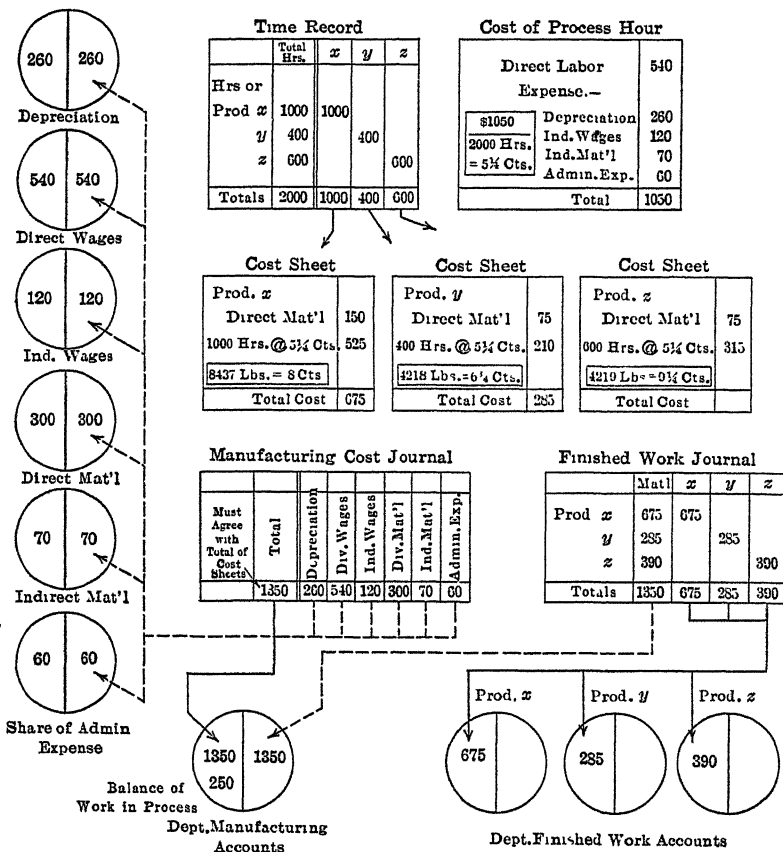 260 260
Depreciation
540 540
Direct Wages
120 120
Ind. Wages
300 300
Direct Mat'l
70 70
Indirect Mat'l
60 60
Share of Admin
Expense
Time Record
Total Hrs. x y z
Hrs or
Prod x 1000 1000
y 400 400
z 600 600
Totals 2000 1000 400 600
Cost of Process Hour
Direct Labor 540
Expense.—
$1050
2000 Hrs.
= 5¼ Cts.
Depreciation 260
Ind. Wages 120
Ind. Mat'l 70
Admin. Exp. 60
Total 1050
Cost Sheet
Prod. x
Direct Mat'l 150
1000 Hrs. @ 5¼ Cts. 525
8437 Lbs. = 8 Cts
Total Cost 675
Cost Sheet
Prod. y
Direct Mat'l 75
400 Hrs. @ 5¼ Cts. 210
4218 Lbs. = 6¼ Cts.
Total Cost 285
Cost Sheet
Prod. z
Direct Mat'l 75
600 Hrs. @ 5¼ Cts. 315
4219 Lbs = 9¼ Cts.
Total Cost
Manufacturing Cost Journal
Must Agree with Total of Cost Sheets
Total
Depreciation
Div. Wages
Ind. Wages
Div. Mat'l
Ind. Mat'l
Admin. Exp.
1350 260 540 120 300 70 60
Finished Work Journal
Matl x y z
Prod x 675 675
y 285 285
z 390 390
Totals 1350 675 285 390
1350 1350
250
Balance of
Work in Process
Dept. Manufacturing
Accounts
Prod. x
Prod. y
Prod. z
675
285
390
Dept. Finished Work Accounts